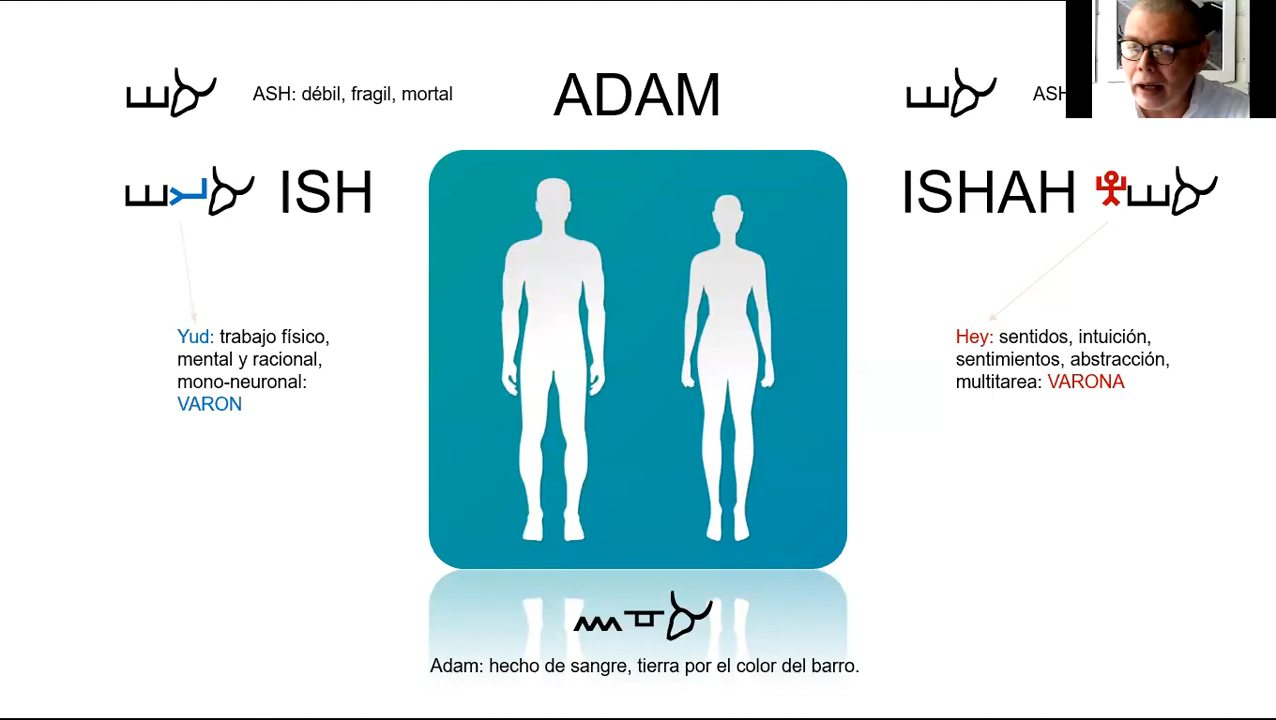 ASH: débil, fragil, mortal
ADAM
ASH
ISH
ISHAH
Yud: trabajo físico,
mental y racional,
mono-neuronal:
VARON
Hey: sentidos, intuición,
sentimientos, abstracción,
multitarea: VARONA
Adam: hecho de sangre, tierra por el color del barro.